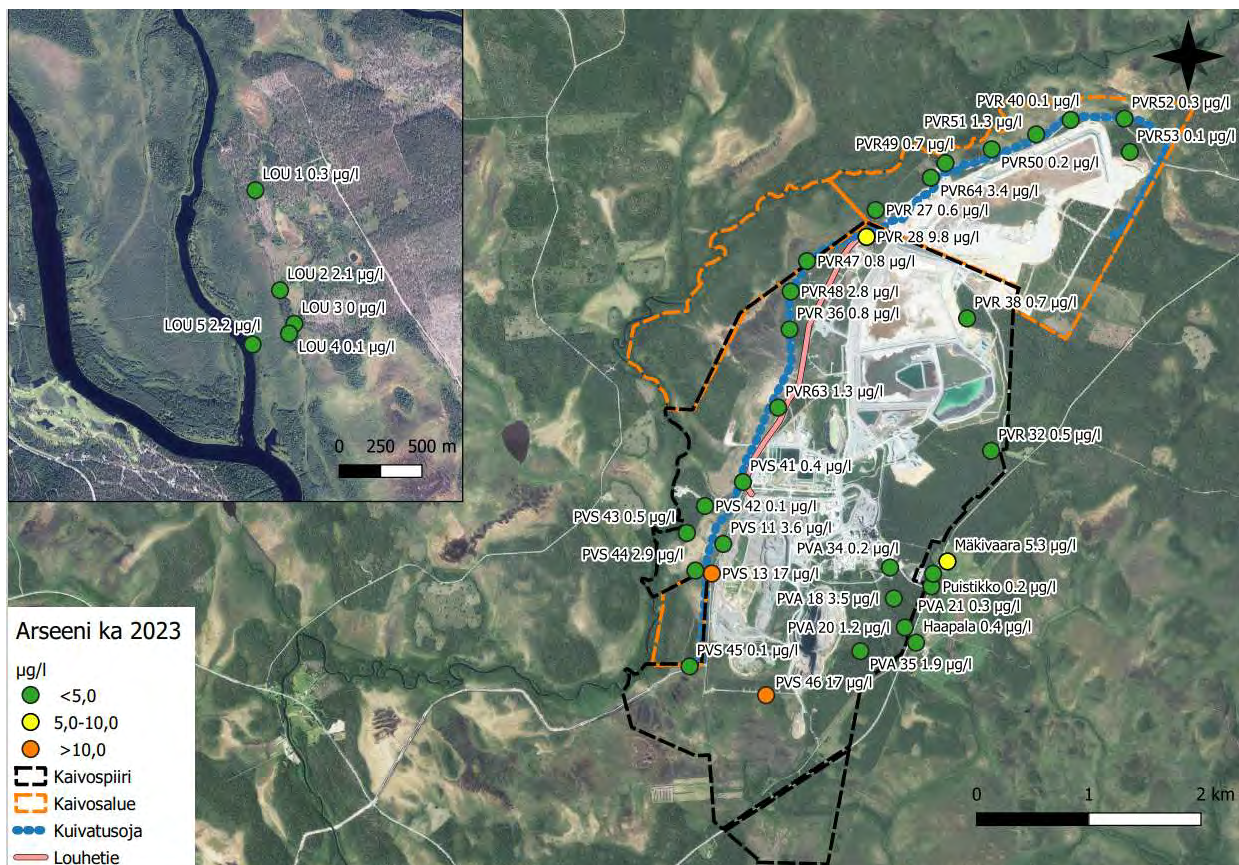 LOU 1 0.3 µg/l
LOU 2 2.1 µg/l
LOU 3 0 µg/l
LOU 5 2.2 µg/l
LOU 4 0.1 µg/l
0 250 500 m
PVR 40 0.1 µg/l
PVR52 0.3 µg/l
PVR51 1.3 µg/l
PVR53 0.1 µg/l
PVR49 0.7 µg/l
PVR50 0.2 µg/l
PVR64 3.4 µg/l
PVR 27 0.6 µg/l
PVR 28 9.8 µg/l
PVR47 0.8 µg/l
PVR48 2.8 µg/l
PVR 38 0.7 µg/l
PVR 36 0.8 µg/l
PVR63 1.3 µg/l
PVR 32 0.5 µg/l
PVS 41 0.4 µg/l
PVS 42 0.1 µg/l
PVS 43 0.5 µg/l
PVS 11 3.6 µg/l
PVS 44 2.9 µg/l
PVA 34 0.2 µg/l
Mäkivaara 5.3 µg/l
PVS 13 17 µg/l
Puistikko 0.2 µg/l
PVA 18 3.5 µg/l
PVA 21 0.3 µg/l
PVA 20 1.2 µg/l
Haapala 0.4 µg/l
PVS 45 0.1 µg/l
PVA 35 1.9 µg/l
PVS 46 17 µg/l
Arseeni ka 2023
µg/l
<5,0
5,0-10,0
>10,0
Kaivospiiri
Kaivosalue
Kuivatusoja
Louhetie
0 1 2 km